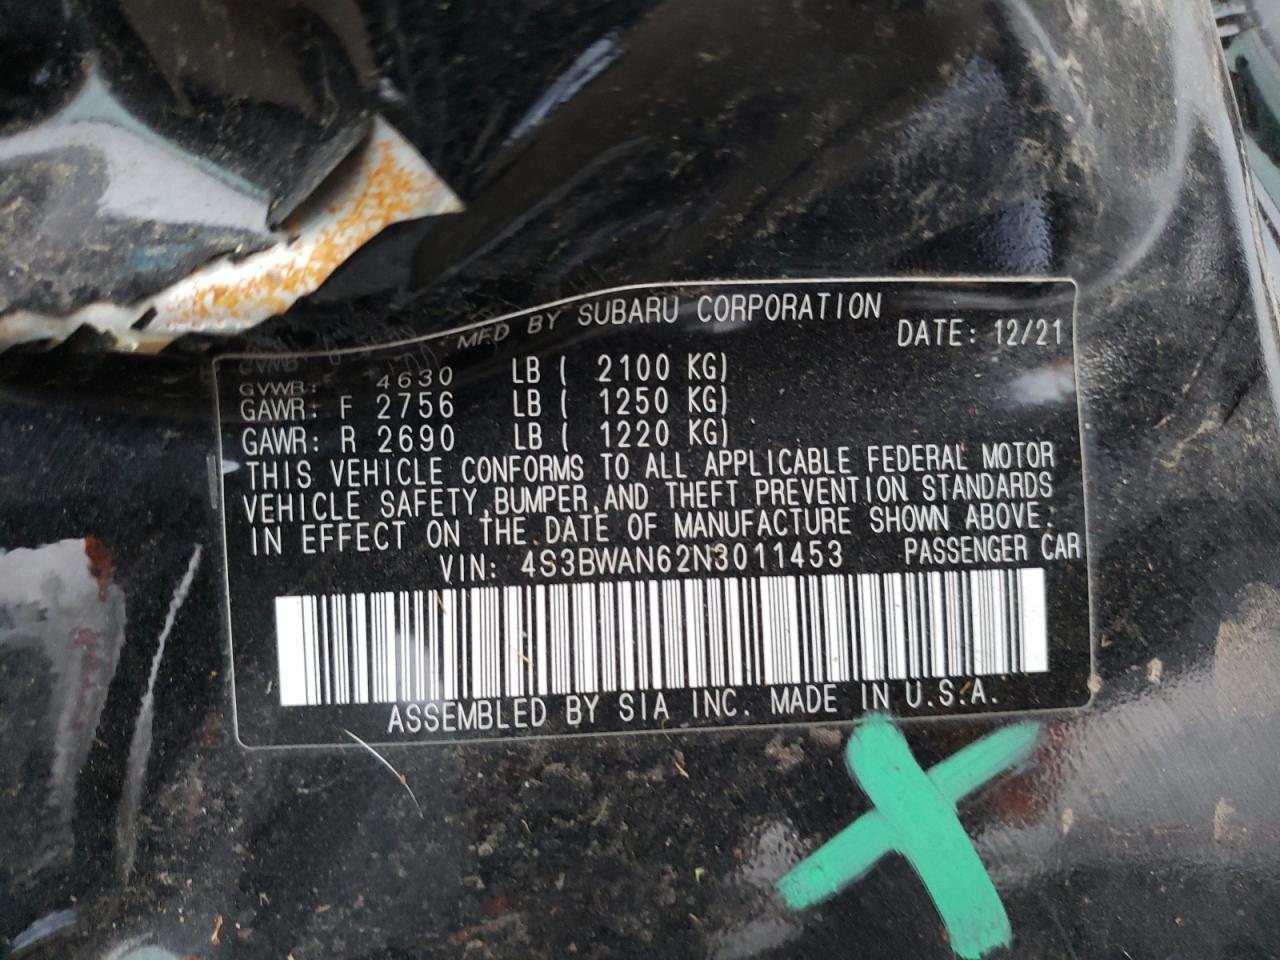 MFD BY SUBARU CORPORATION DATE: 12/21
GVWR: 4630 LB ( 2100 KG)
GAWR: F 2756 LB ( 1250 KG)
GAWR: R 2690 LB ( 1220 KG)
THIS VEHICLE CONFORMS TO ALL APPLICABLE FEDERAL MOTOR
VEHICLE SAFETY,BUMPER,AND THEFT PREVENTION STANDARDS
IN EFFECT ON THE DATE OF MANUFACTURE SHOWN ABOVE.
VIN: 4S3BWAN62N3011453 PASSENGER CAR
ASSEMBLED BY SIA INC. MADE IN U.S.A.